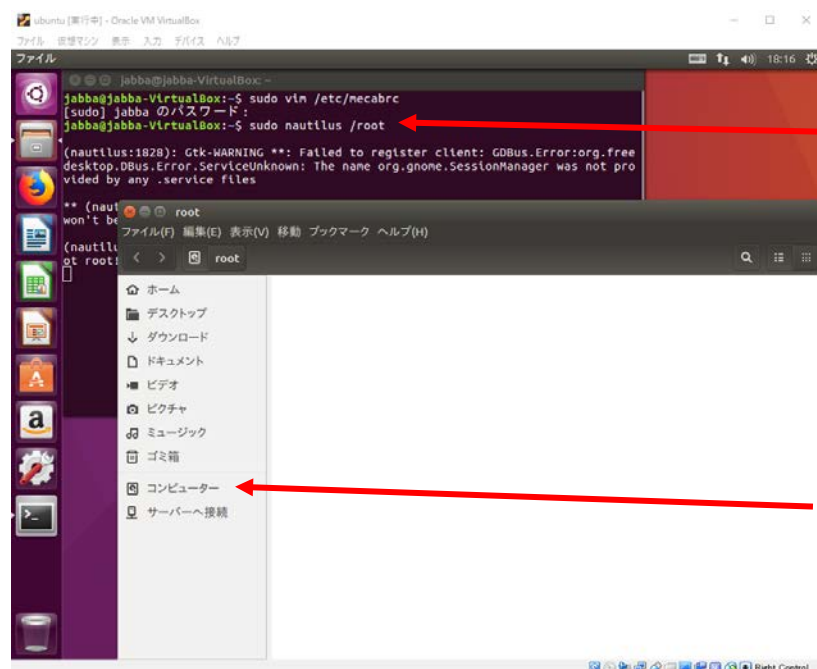 ubuntu [実行中] - Oracle VM VirtualBox
ファイル 仮想マシン 表示 入力 デバイス ヘルプ
ファイル
18:16
jabba@jabba-VirtualBox: ~
jabba@jabba-VirtualBox:~$ sudo vim /etc/mecabrc
[sudo] jabba のパスワード:
jabba@jabba-VirtualBox:~$ sudo nautilus /root
(nautilus:1828): Gtk-WARNING **: Failed to register client: GDBus.Error:org.free
desktop.DBus.Error.ServiceUnknown: The name org.gnome.SessionManager was not pro
vided by any .service files
** (naut
won't be
(nautilu
ot root!
root
ファイル(F) 編集(E) 表示(V) 移動 ブックマーク ヘルプ(H)
root
ホーム
デスクトップ
ダウンロード
ドキュメント
ビデオ
ピクチャ
ミュージック
ゴミ箱
コンピューター
サーバーへ接続
Right Control